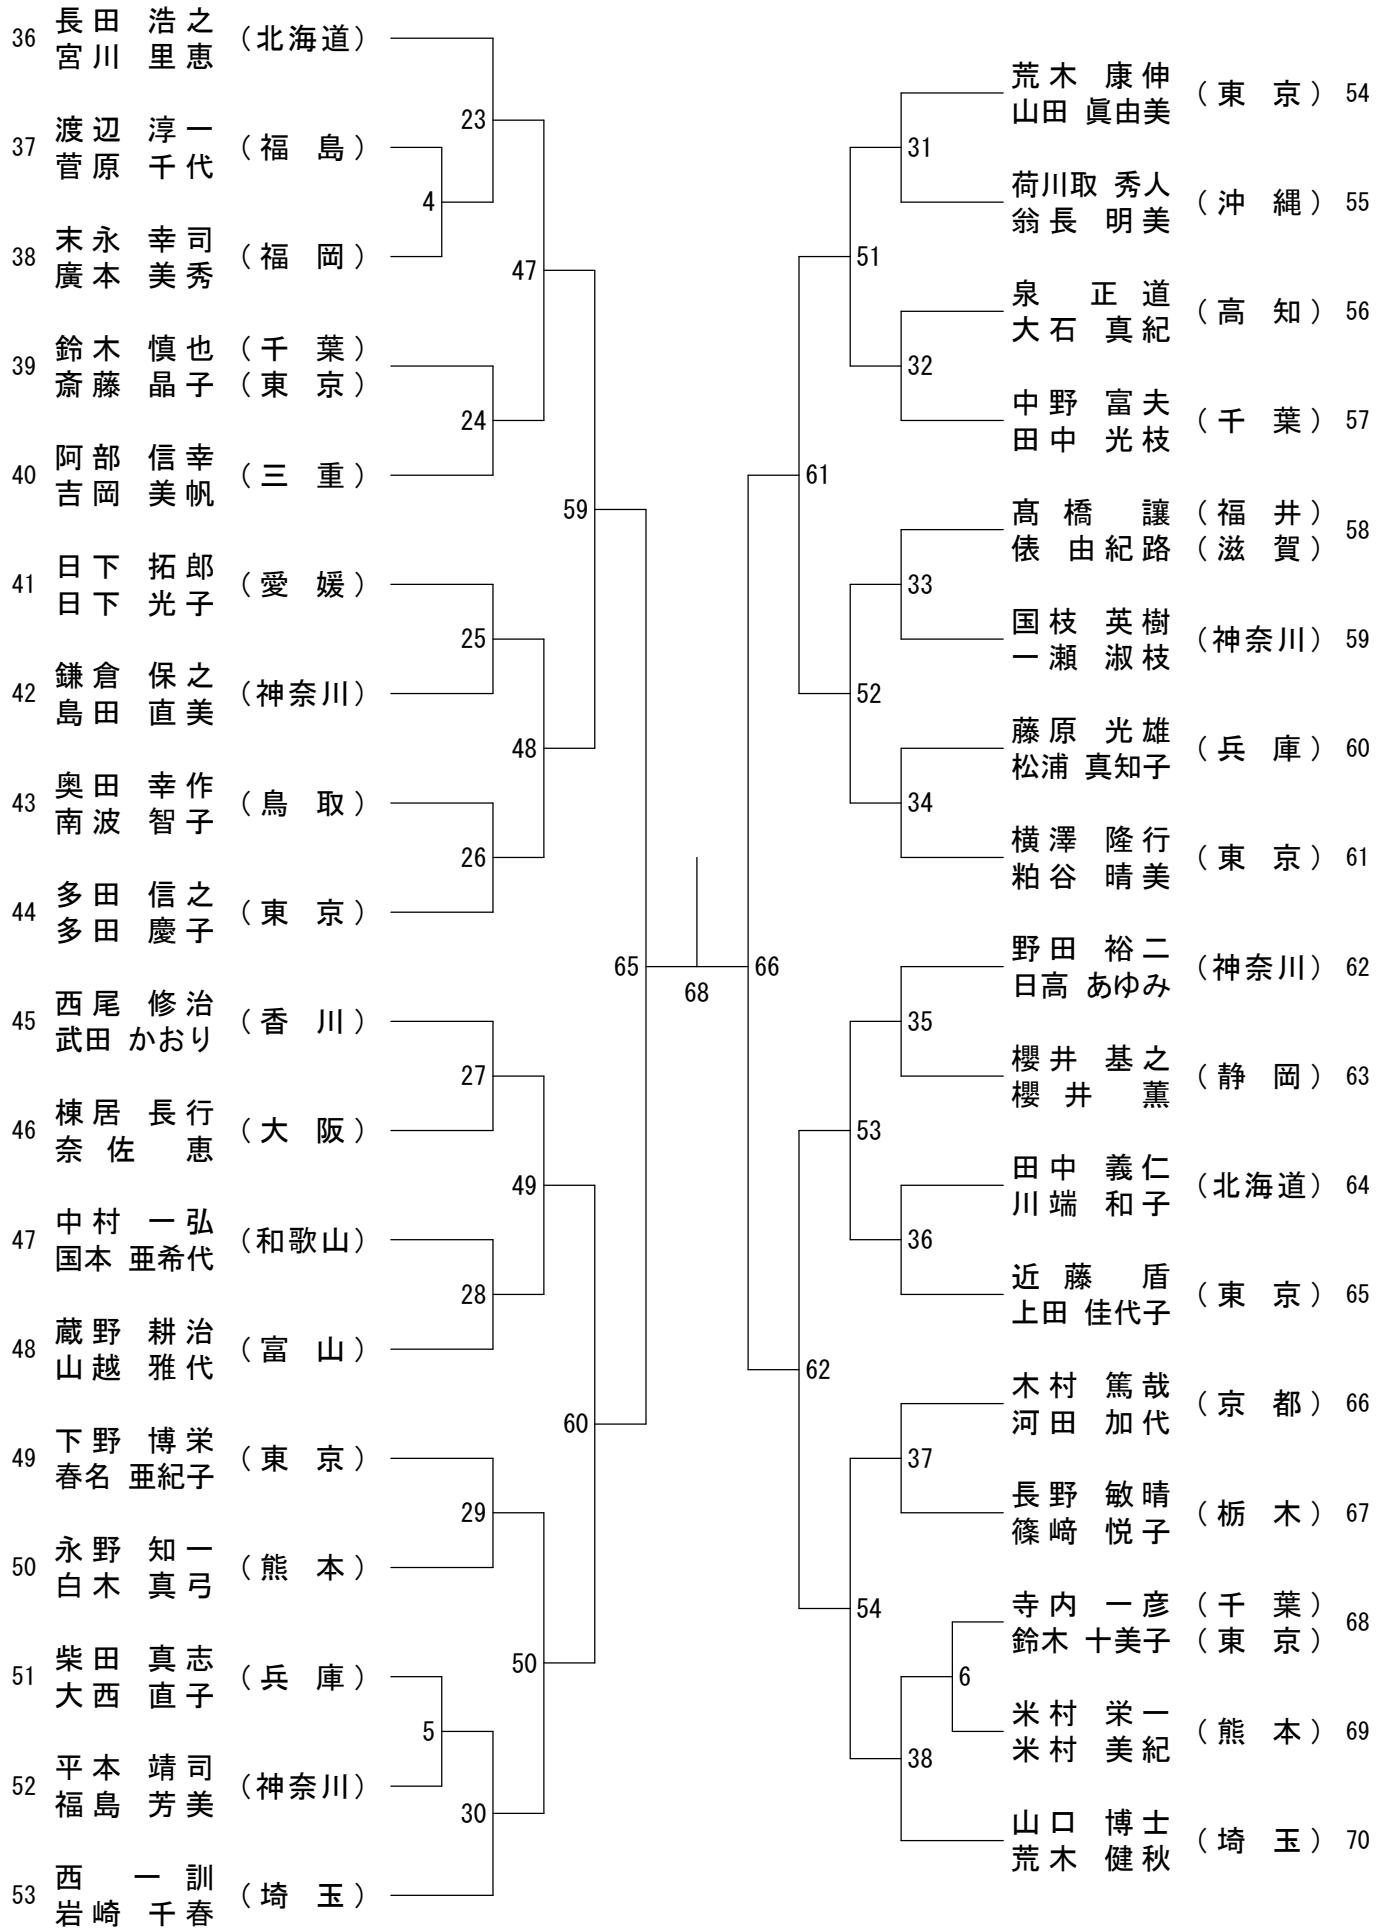 36 長田 浩之 (北海道)
宮川 里恵
23
37 渡辺 淳一 (福島)
菅原 千代
4
38 末永 幸司 (福岡)
廣本 美秀
47
39 鈴木 慎也 (千葉)
斎藤 晶子 (東京)
24
40 阿部 信幸 (三重)
吉岡 美帆
59
41 日下 拓郎 (愛媛)
日下 光子
25
42 鎌倉 保之 (神奈川)
島田 直美
48
43 奥田 幸作 (鳥取)
南波 智子
26
44 多田 信之 (東京)
多田 慶子
65
45 西尾 修治 (香川)
武田 かおり
27
46 棟居 長行 (大阪)
奈佐 恵
49
47 中村 一弘 (和歌山)
国本 亜希代
28
48 蔵野 耕治 (富山)
山越 雅代
60
49 下野 博栄 (東京)
春名 亜紀子
29
50 永野 知一 (熊本)
白木 真弓
50
51 柴田 真志 (兵庫)
大西 直子
5
52 平本 靖司 (神奈川)
福島 芳美
30
53 西 一訓 (埼玉)
岩崎 千春
68
荒木 康伸 (東京) 54
山田 眞由美
31
荷川取 秀人 (沖縄) 55
翁長 明美
51
泉 正道 (高知) 56
大石 真紀
32
中野 富夫 (千葉) 57
田中 光枝
61
髙橋 譲 (福井) 58
俵 由紀路 (滋賀)
33
国枝 英樹 (神奈川) 59
一瀬 淑枝
52
藤原 光雄 (兵庫) 60
松浦 真知子
34
横澤 隆行 (東京) 61
粕谷 晴美
66
野田 裕二 (神奈川) 62
日高 あゆみ
35
櫻井 基之 (静岡) 63
櫻井 薫
53
田中 義仁 (北海道) 64
川端 和子
36
近藤 盾 (東京) 65
上田 佳代子
62
木村 篤哉 (京都) 66
河田 加代
37
長野 敏晴 (栃木) 67
篠﨑 悦子
54
寺内 一彦 (千葉) 68
鈴木 十美子 (東京)
6
米村 栄一 (熊本) 69
米村 美紀
38
山口 博士 (埼玉) 70
荒木 健秋